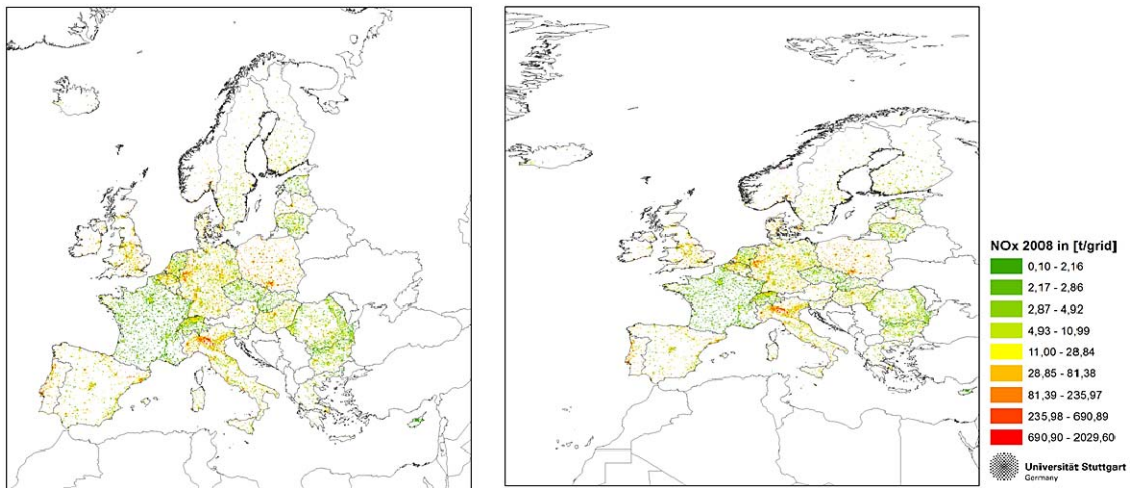 NOx 2008 in [t/grid]
0,10 - 2,16
2,17 - 2,86
2,87 - 4,92
4,93 - 10,99
11,00 - 28,84
28,85 - 81,38
81,39 - 235,97
235,98 - 690,89
690,90 - 2029,60
Universität Stuttgart
Germany